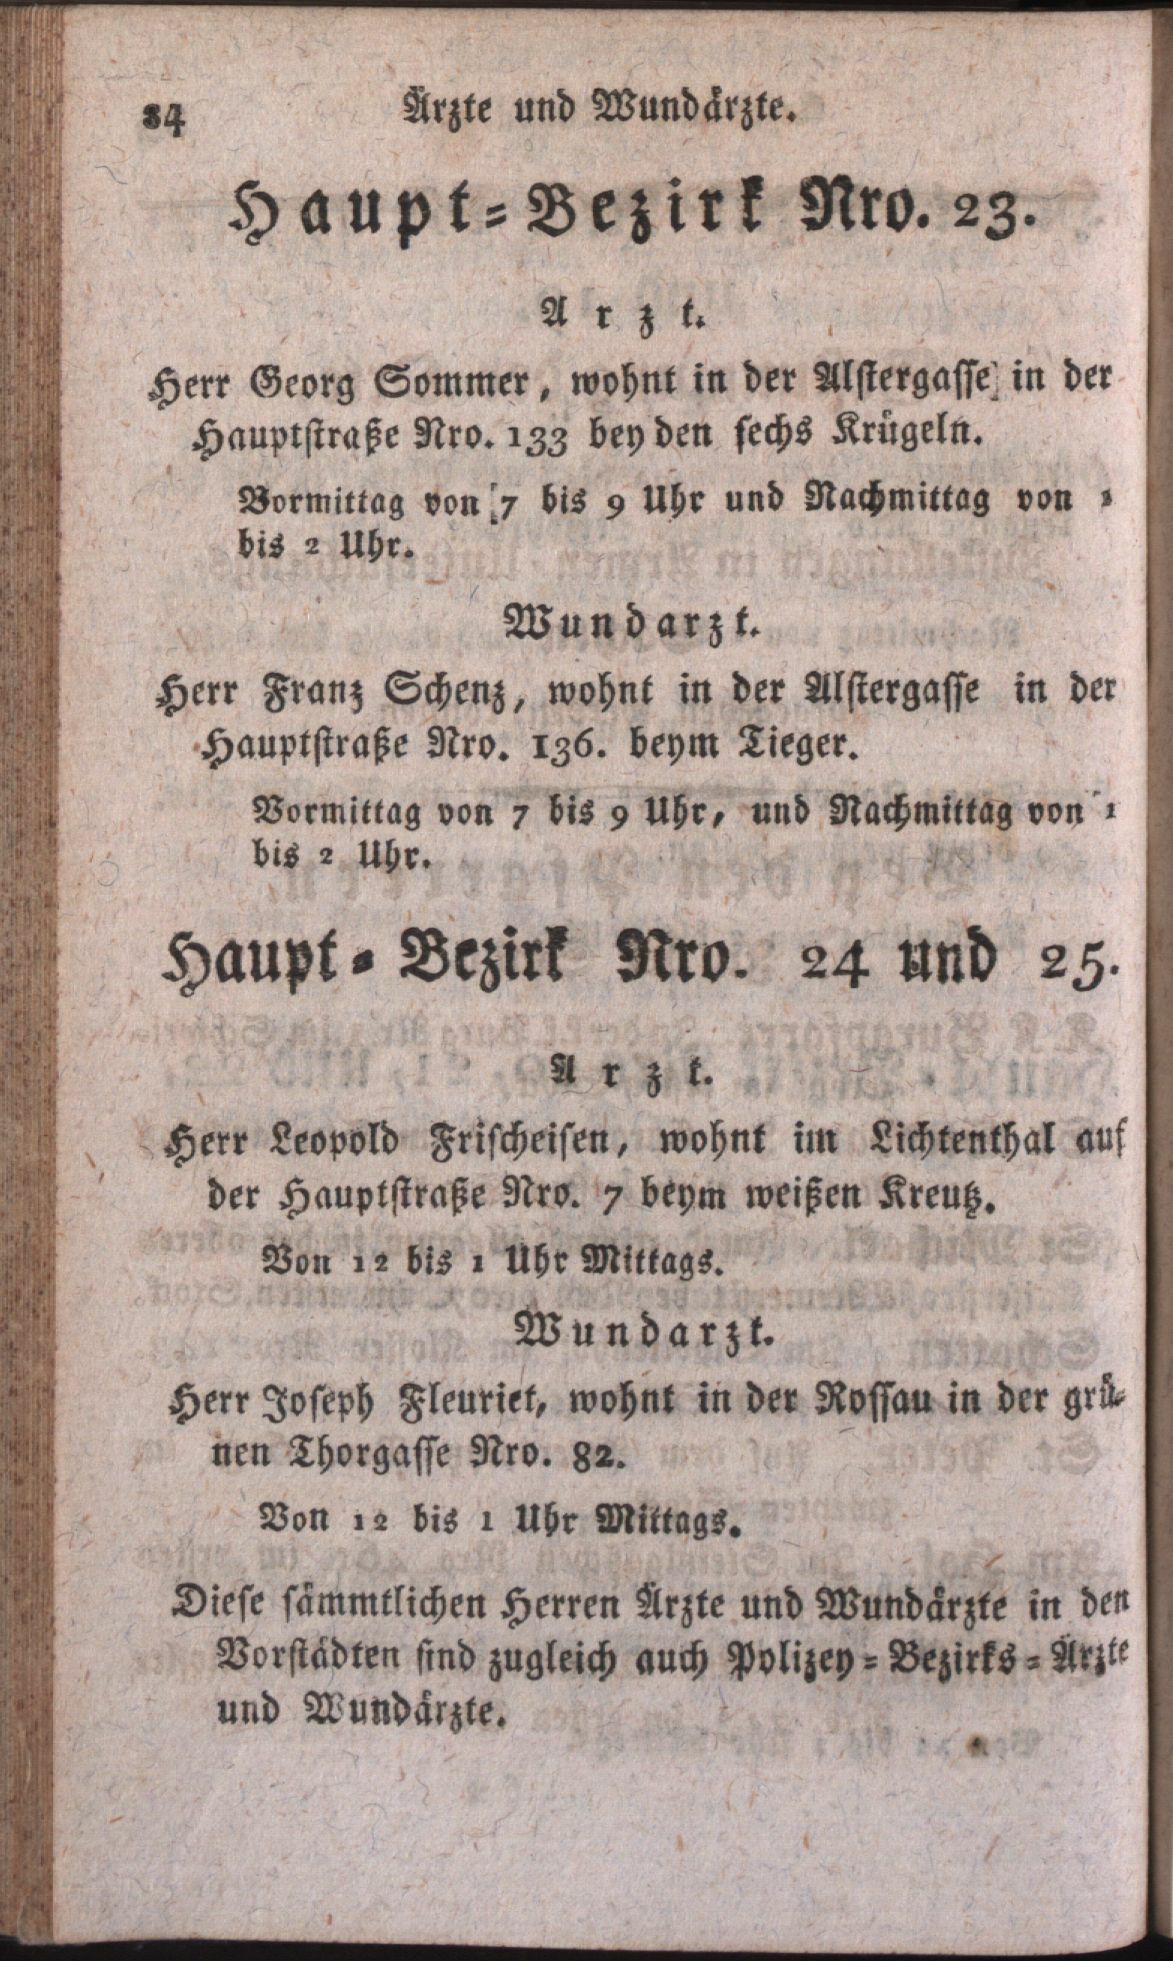 84 Ärzte und Wundärzte.
Haupt-Bezirk Nro. 23.
Arzt.
Herr Georg Sommer, wohnt in der Alstergasse in der
Hauptstraße Nro. 133 bey den sechs Krügeln.
Vormittag von 7 bis 9 Uhr und Nachmittag von 1
bis 2 Uhr.
Wundarzt.
Herr Franz Schenz, wohnt in der Alstergasse in der
Hauptstraße Nro. 136. beym Tieger.
Vormittag von 7 bis 9 Uhr, und Nachmittag von 1
bis 2 Uhr.
Haupt-Bezirk Nro. 24 und 25.
Arzt.
Herr Leopold Frischeisen, wohnt im Lichtenthal auf
der Hauptstraße Nro. 7 beym weißen Kreutz.
Von 12 bis 1 Uhr Mittags.
Wundarzt.
Herr Joseph Fleuriet, wohnt in der Rossau in der grü-
nen Thorgasse Nro. 82.
Von 12 bis 1 Uhr Mittags.
Diese sämmtlichen Herren Ärzte und Wundärzte in den
Vorstädten sind zugleich auch Polizey-Bezirks-Ärzte
und Wundärzte.